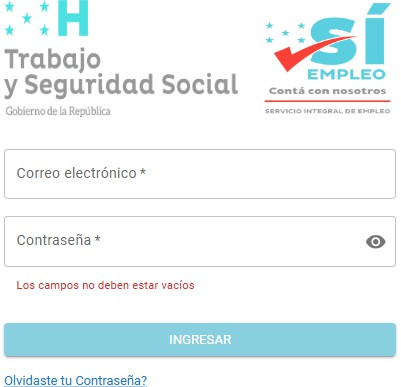 H
Trabajo
y Seguridad Social
Gobierno de la República
SÍ
EMPLEO
Contá con nosotros
SERVICIO INTEGRAL DE EMPLEO
Correo electrónico *
Contraseña *
Los campos no deben estar vacíos
INGRESAR
Olvidaste tu Contraseña?